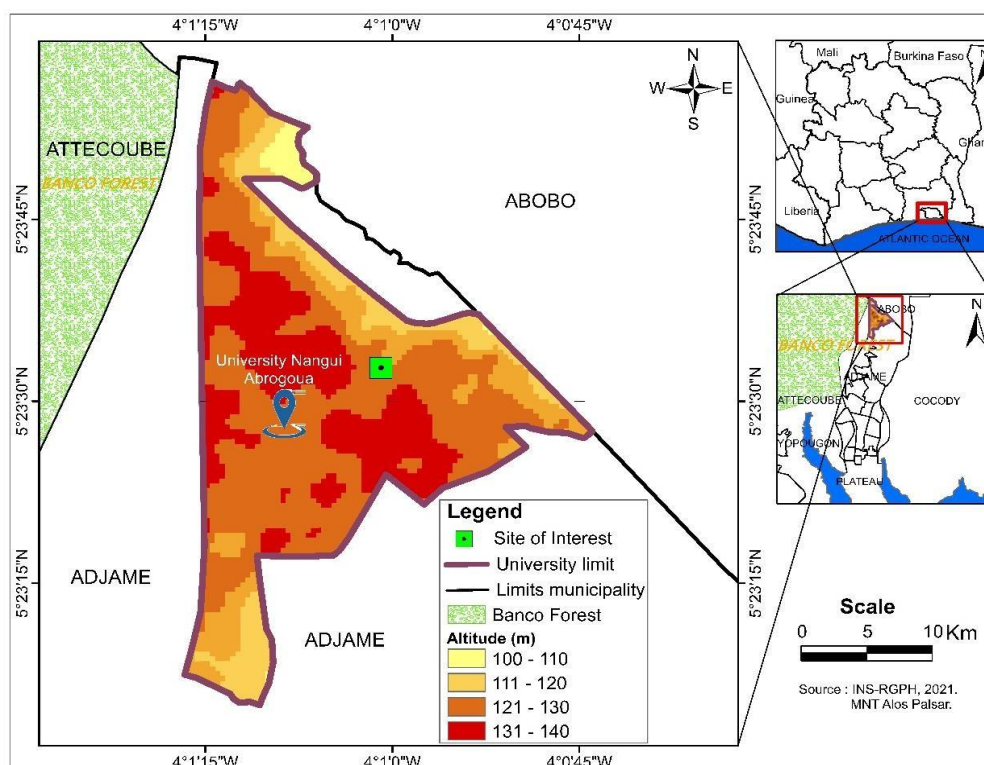 4°1'15"W
4°1'0"W
4°0'45"W
N
W
E
S
ATTECOUBE
BANCO FOREST
ABOBO
5°23'45"N
5°23'45"N
University Nangui
Abrogoua
5°23'30"N
5°23'30"N
5°23'15"N
5°23'15"N
ADJAME
ADJAME
Legend
Site of Interest
University limit
Limits municipality
Banco Forest
Altitude (m)
100 - 110
111 - 120
121 - 130
131 - 140
4°1'15"W
4°1'0"W
4°0'45"W
Mali
Burkina Faso
Guinea
Ghan
Liberia
ATLANTIC OCEAN
N
ABOBO
BANCO FOREST
ADJAME
ATTECOUBE
COCODY
YOPOUGON
PLATEAU
Scale
0 5 10 Km
Source : INS-RGPH, 2021.
MNT Alos Palsar.